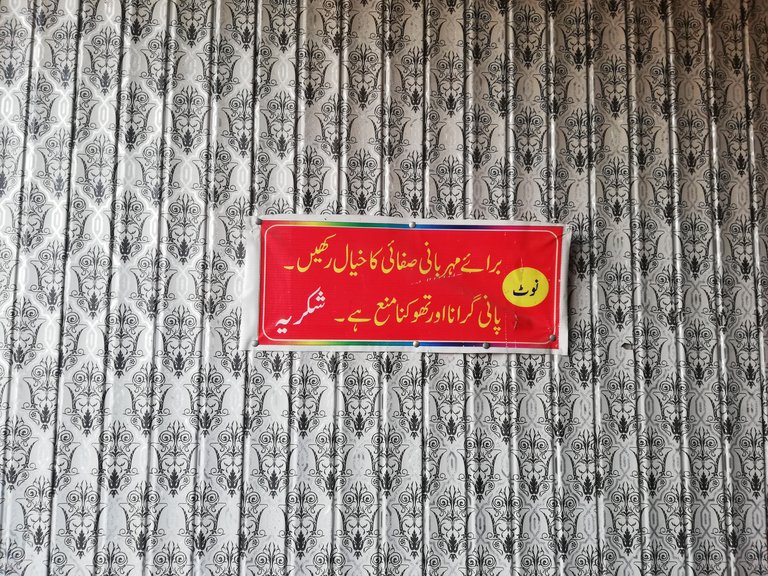 نوٹ
برائے مہربانی صفائی کا خیال رکھیں۔
پانی گرانا اور تھوکنا منع ہے۔ شکریہ